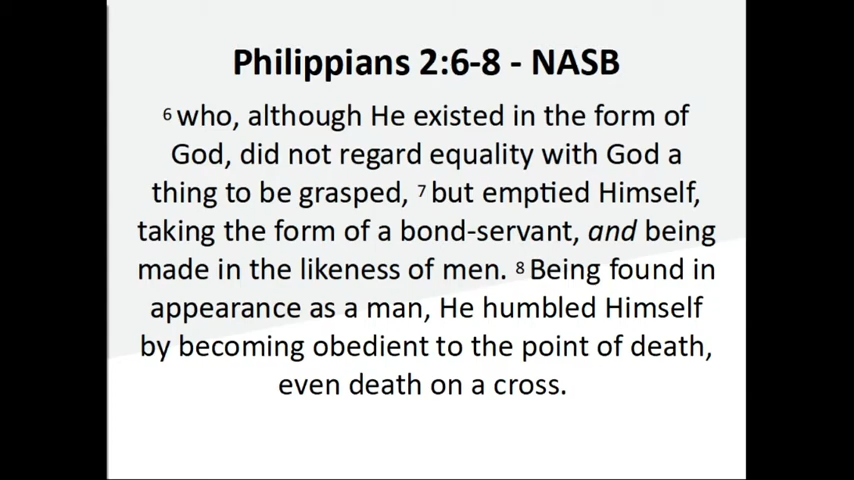 Philippians 2:6-8 - NASB
6 who, although He existed in the form of
God, did not regard equality with God a
thing to be grasped, 7 but emptied Himself,
taking the form of a bond-servant, and being
made in the likeness of men. 8 Being found in
appearance as a man, He humbled Himself
by becoming obedient to the point of death,
even death on a cross.